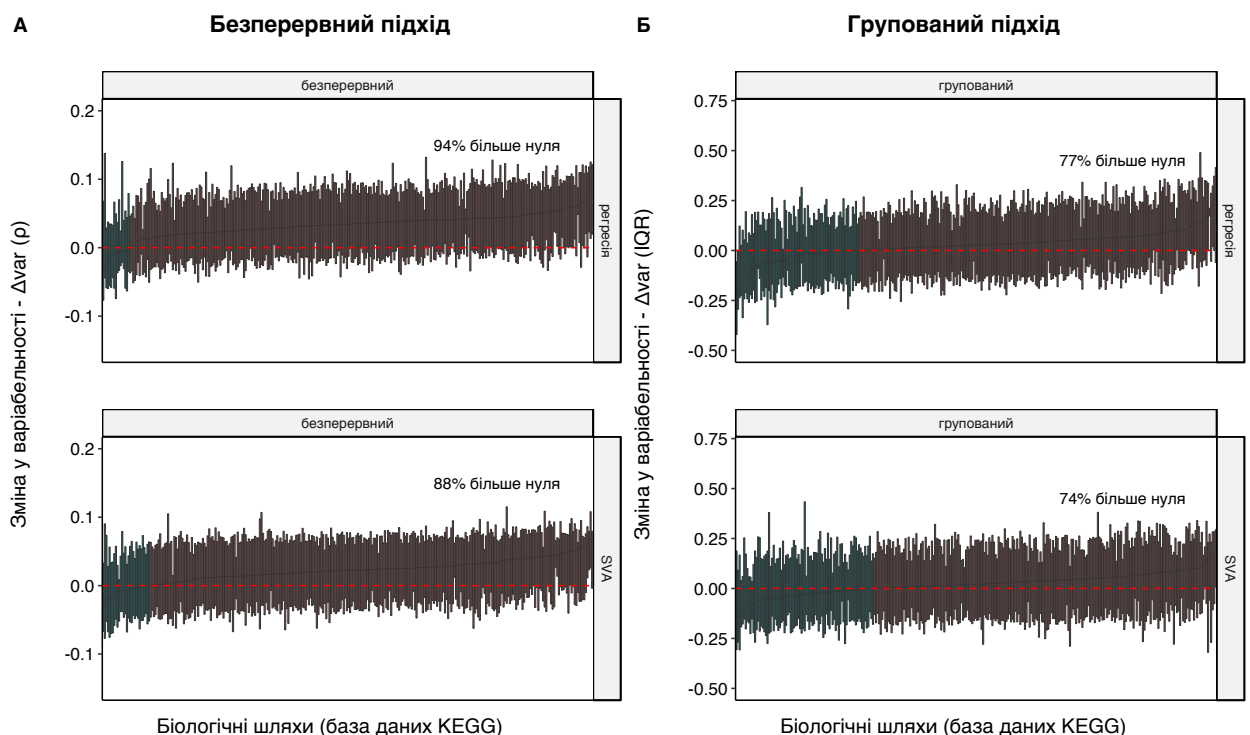 А
Безперервний підхід
безперервний
0.2
0.1
0.0
-0.1
94% більше нуля
регресія
безперервний
0.2
0.1
0.0
-0.1
88% більше нуля
SVA
Зміна у варіабельності - Δvar (ρ)
Біологічні шляхи (база даних KEGG)
Б
Групований підхід
групований
0.75
0.50
0.25
0.00
-0.25
-0.50
77% більше нуля
регресія
групований
0.75
0.50
0.25
0.00
-0.25
-0.50
74% більше нуля
SVA
Зміна у варіабельності - Δvar (IQR)
Біологічні шляхи (база даних KEGG)